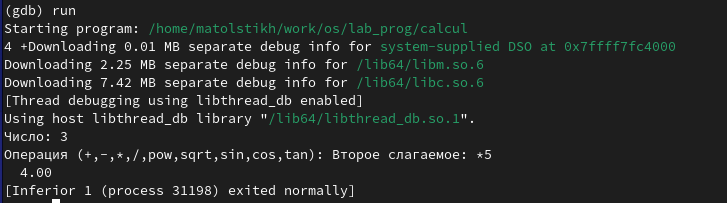 (gdb) run
Starting program: /home/matolstikh/work/os/lab_prog/calcul
4 +Downloading 0.01 MB separate debug info for system-supplied DSO at 0x7ffff7fc4000
Downloading 2.25 MB separate debug info for /lib64/libm.so.6
Downloading 7.42 MB separate debug info for /lib64/libc.so.6
[Thread debugging using libthread_db enabled]
Using host libthread_db library "/lib64/libthread_db.so.1".
Число: 3
Операция (+,-,*,/,pow,sqrt,sin,cos,tan): Второе слагаемое: *5
4.00
[Inferior 1 (process 31198) exited normally]